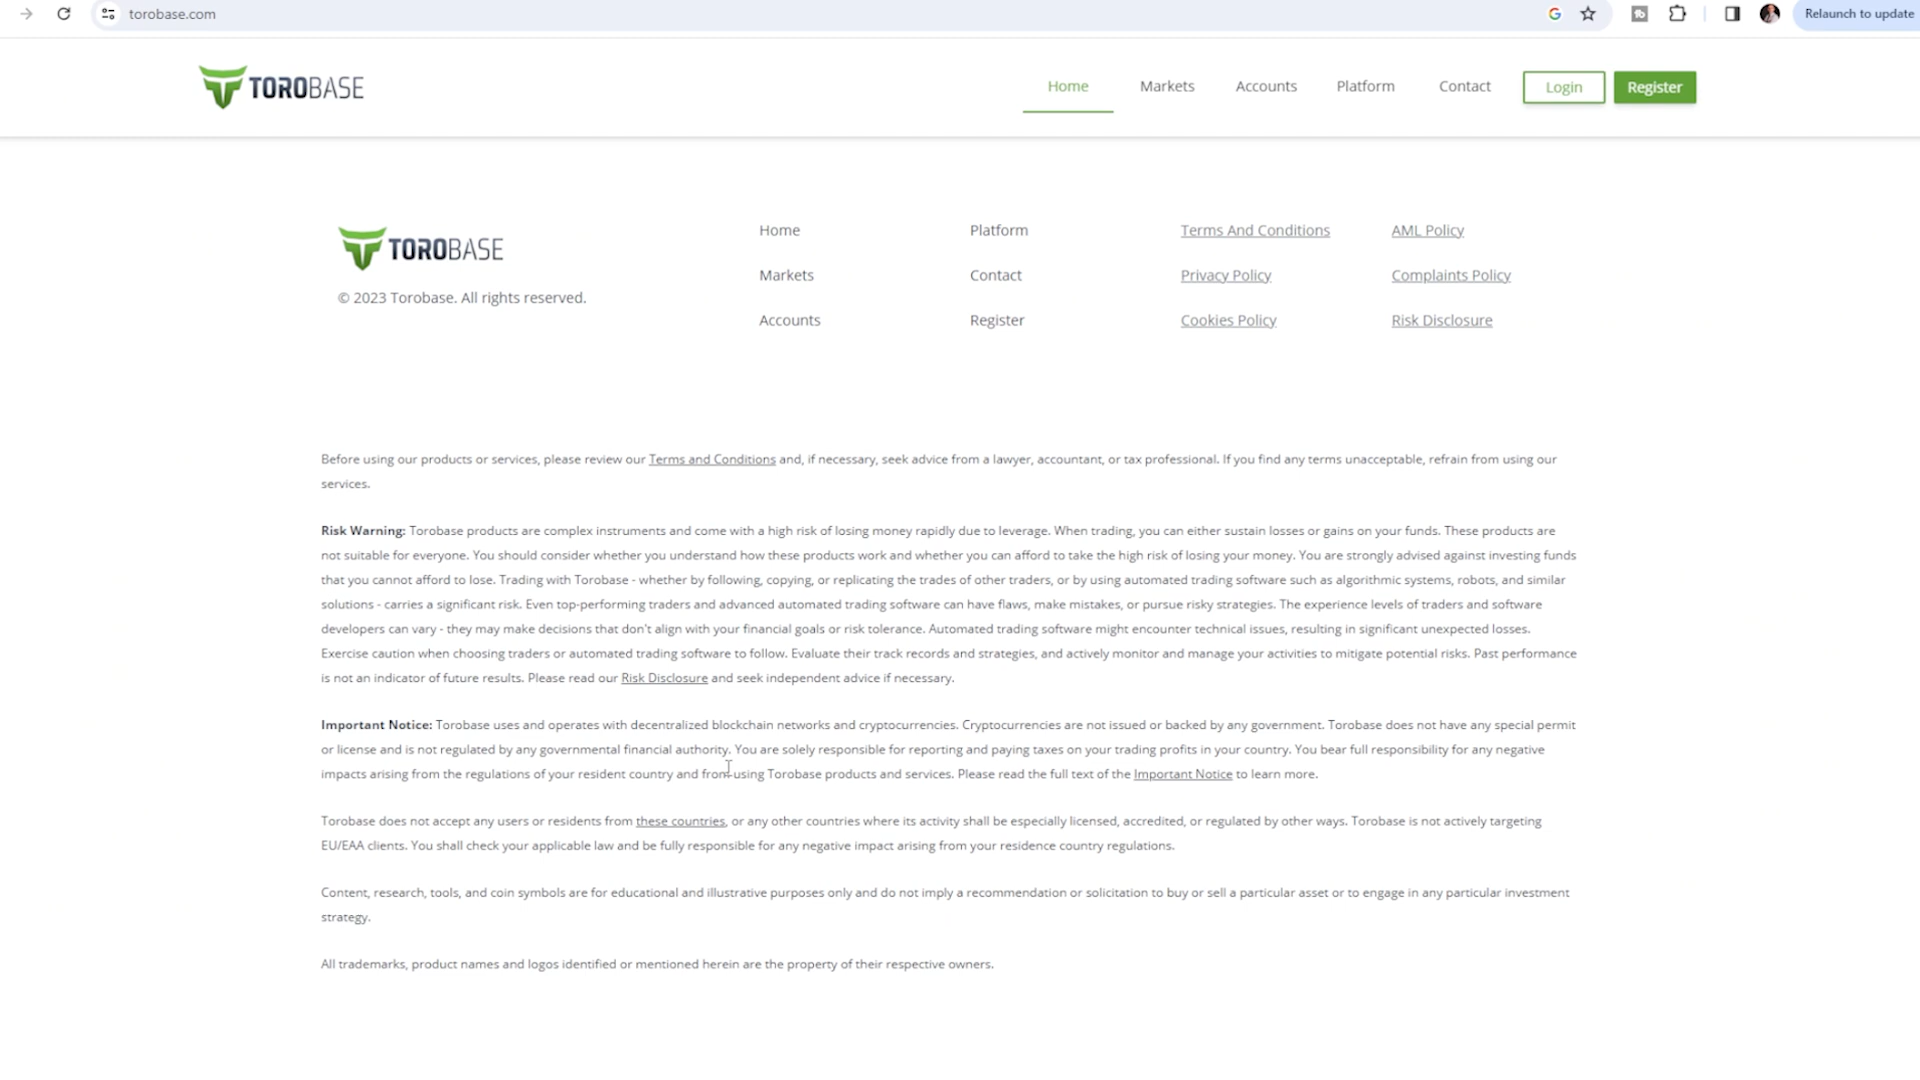 torobase.com
Relaunch to update
TOROBASE
Home
Markets
Accounts
Platform
Contact
Login
Register
TOROBASE
© 2023 Torobase. All rights reserved.
Home
Markets
Accounts
Platform
Contact
Register
Terms And Conditions
Privacy Policy
Cookies Policy
AML Policy
Complaints Policy
Risk Disclosure
Before using our products or services, please review our Terms and Conditions and, if necessary, seek advice from a lawyer, accountant, or tax professional. If you find any terms unacceptable, refrain from using our
services.
Risk Warning: Torobase products are complex instruments and come with a high risk of losing money rapidly due to leverage. When trading, you can either sustain losses or gains on your funds. These products are
not suitable for everyone. You should consider whether you understand how these products work and whether you can afford to take the high risk of losing your money. You are strongly advised against investing funds
that you cannot afford to lose. Trading with Torobase - whether by following, copying, or replicating the trades of other traders, or by using automated trading software such as algorithmic systems, robots, and similar
solutions - carries a significant risk. Even top-performing traders and advanced automated trading software can have flaws, make mistakes, or pursue risky strategies. The experience levels of traders and software
developers can vary - they may make decisions that don't align with your financial goals or risk tolerance. Automated trading software might encounter technical issues, resulting in significant unexpected losses.
Exercise caution when choosing traders or automated trading software to follow. Evaluate their track records and strategies, and actively monitor and manage your activities to mitigate potential risks. Past performance
is not an indicator of future results. Please read our Risk Disclosure and seek independent advice if necessary.
Important Notice: Torobase uses and operates with decentralized blockchain networks and cryptocurrencies. Cryptocurrencies are not issued or backed by any government. Torobase does not have any special permit
or license and is not regulated by any governmental financial authority. You are solely responsible for reporting and paying taxes on your trading profits in your country. You bear full responsibility for any negative
impacts arising from the regulations of your resident country and from using Torobase products and services. Please read the full text of the Important Notice to learn more.
Torobase does not accept any users or residents from these countries, or any other countries where its activity shall be especially licensed, accredited, or regulated by other ways. Torobase is not actively targeting
EU/EAA clients. You shall check your applicable law and be fully responsible for any negative impact arising from your residence country regulations.
Content, research, tools, and coin symbols are for educational and illustrative purposes only and do not imply a recommendation or solicitation to buy or sell a particular asset or to engage in any particular investment
strategy.
All trademarks, product names and logos identified or mentioned herein are the property of their respective owners.